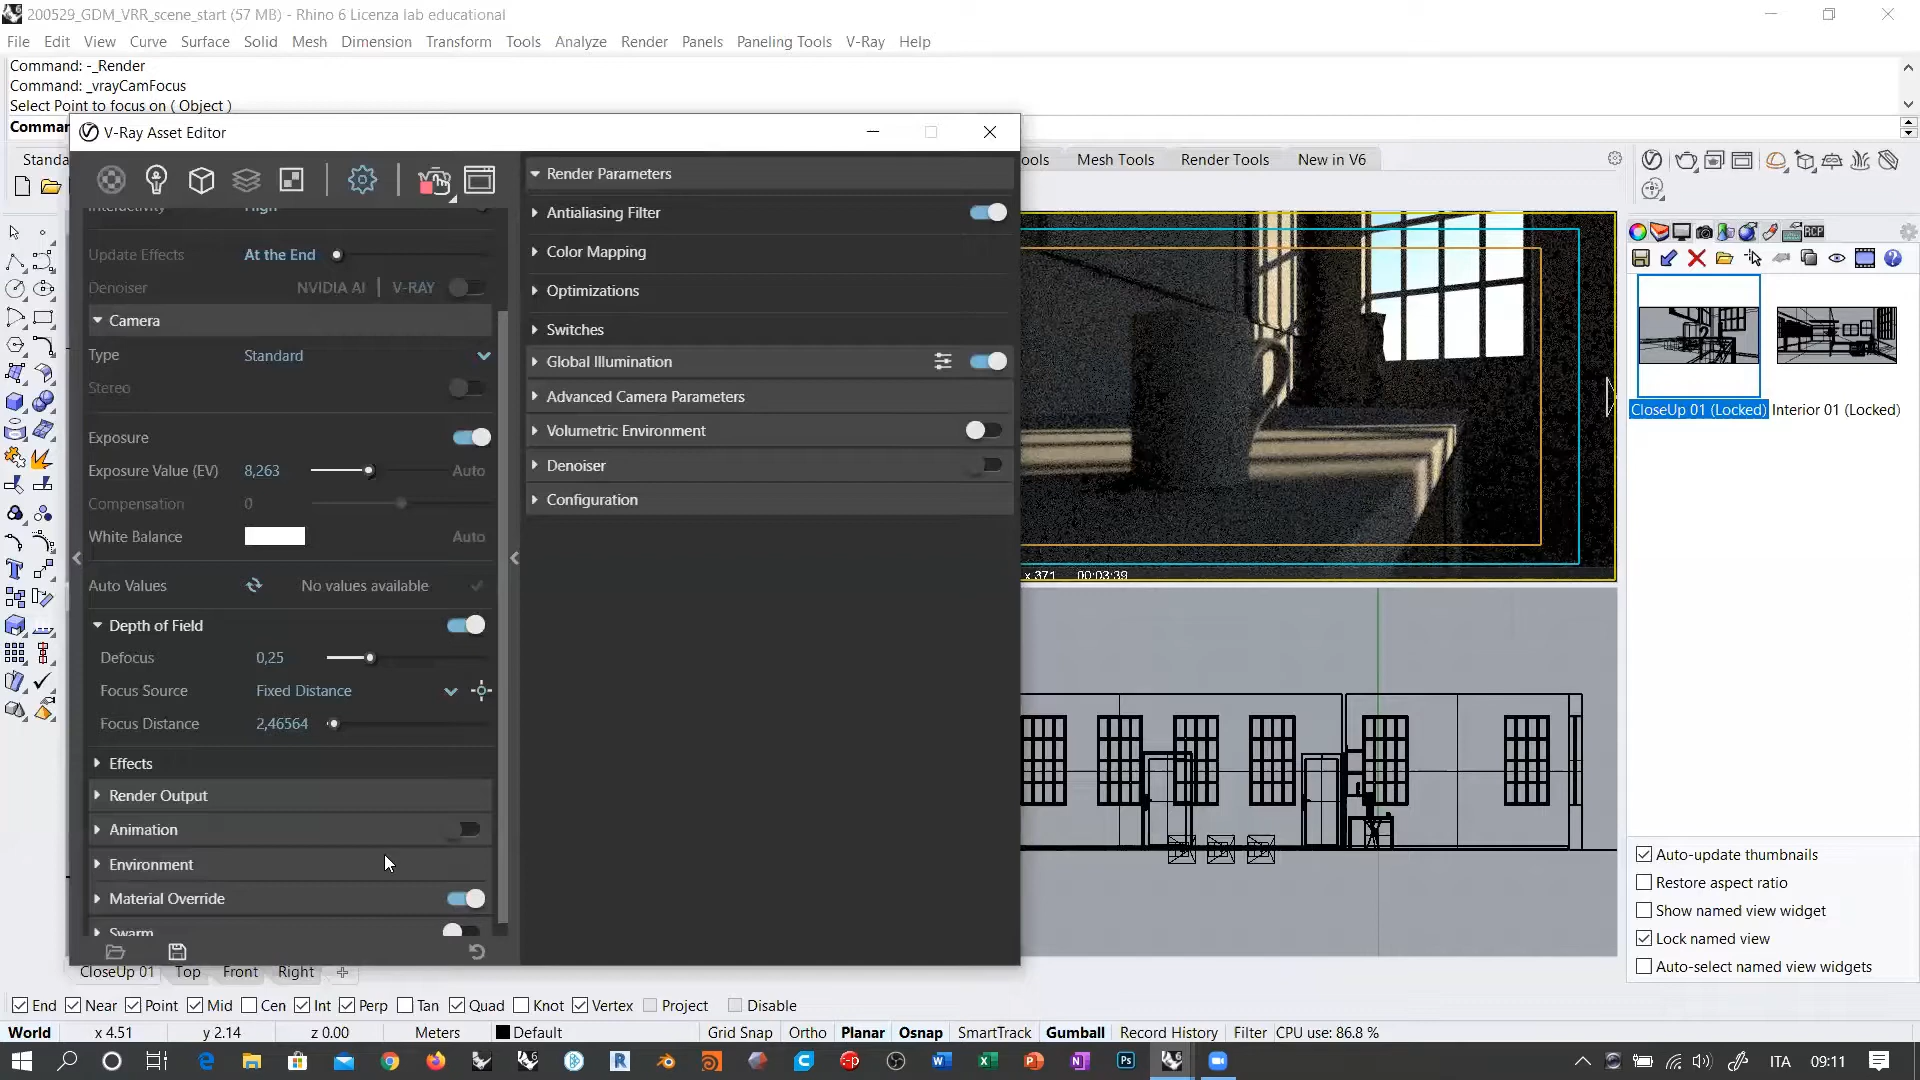 200529_GDM_VRR_scene_start (57 MB) - Rhino 6 Licenza lab educational
File Edit View Curve Surface Solid Mesh Dimension Transform Tools Analyze Render Panels Paneling Tools V-Ray Help
Command: -_Render
Command: _vrayCamFocus
Select Point to focus on ( Object )
Comma
V-Ray Asset Editor
Standa
ools Mesh Tools Render Tools New in V6
RCP
Interactivity High
Update Effects At the End
Denoiser NVIDIA AI V-RAY
Camera
Type Standard
Stereo
Exposure
Exposure Value (EV) 8,263 Auto
Compensation 0
White Balance Auto
Auto Values No values available
Depth of Field
Defocus 0,25
Focus Source Fixed Distance
Focus Distance 2,46564
Effects
Render Output
Animation
Environment
Material Override
Swarm
Render Parameters
Antialiasing Filter
Color Mapping
Optimizations
Switches
Global Illumination
Advanced Camera Parameters
Volumetric Environment
Denoiser
Configuration
x 371 00:03:39
CloseUp 01 (Locked) Interior 01 (Locked)
Auto-update thumbnails
Restore aspect ratio
Show named view widget
Lock named view
Auto-select named view widgets
CloseUp 01 Top Front Right
End Near Point Mid Cen Int Perp Tan Quad Knot Vertex Project Disable
World x 4.51 y 2.14 z 0.00 Meters Default Grid Snap Ortho Planar Osnap SmartTrack Gumball Record History Filter CPU use: 86.8 %
ITA 09:11